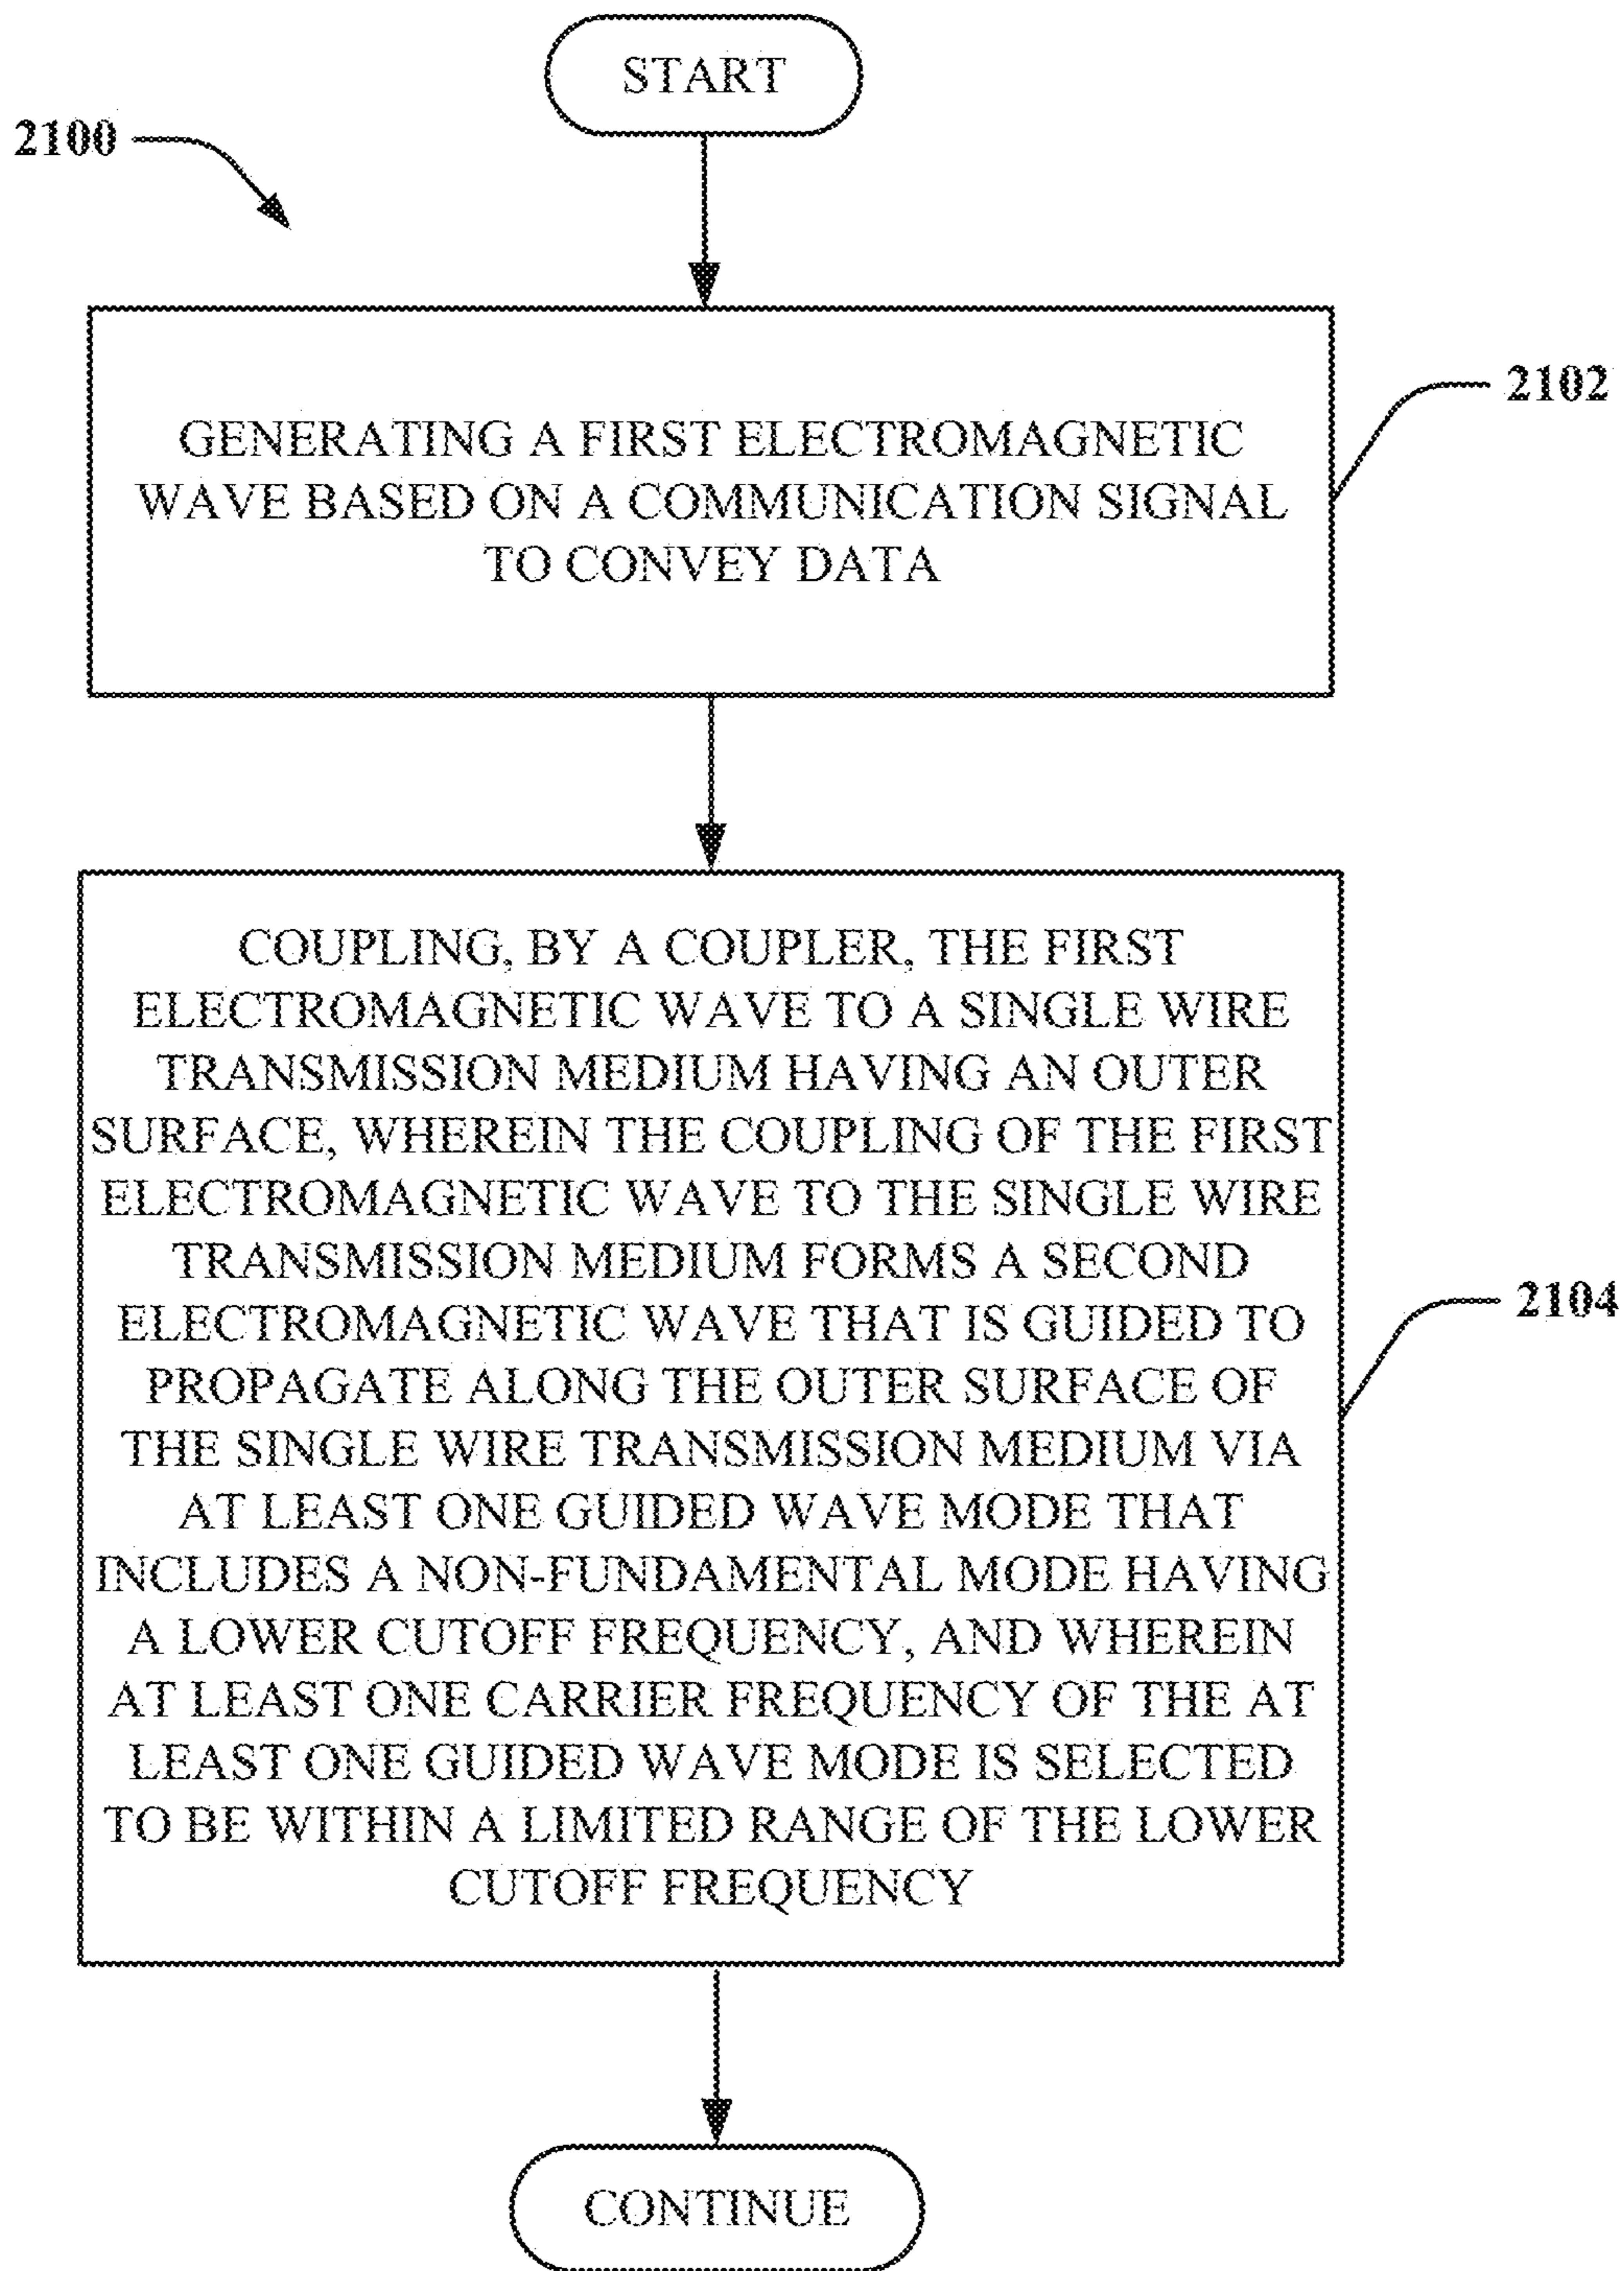 START
2100
GENERATING A FIRST ELECTROMAGNETIC
WAVE BASED ON A COMMUNICATION SIGNAL
TO CONVEY DATA
2102
COUPLING, BY A COUPLER, THE FIRST
ELECTROMAGNETIC WAVE TO A SINGLE WIRE
TRANSMISSION MEDIUM HAVING AN OUTER
SURFACE, WHEREIN THE COUPLING OF THE FIRST
ELECTROMAGNETIC WAVE TO THE SINGLE WIRE
TRANSMISSION MEDIUM FORMS A SECOND
ELECTROMAGNETIC WAVE THAT IS GUIDED TO
PROPAGATE ALONG THE OUTER SURFACE OF
THE SINGLE WIRE TRANSMISSION MEDIUM VIA
AT LEAST ONE GUIDED WAVE MODE THAT
INCLUDES A NON-FUNDAMENTAL MODE HAVING
A LOWER CUTOFF FREQUENCY, AND WHEREIN
AT LEAST ONE CARRIER FREQUENCY OF THE AT
LEAST ONE GUIDED WAVE MODE IS SELECTED
TO BE WITHIN A LIMITED RANGE OF THE LOWER
CUTOFF FREQUENCY
2104
CONTINUE